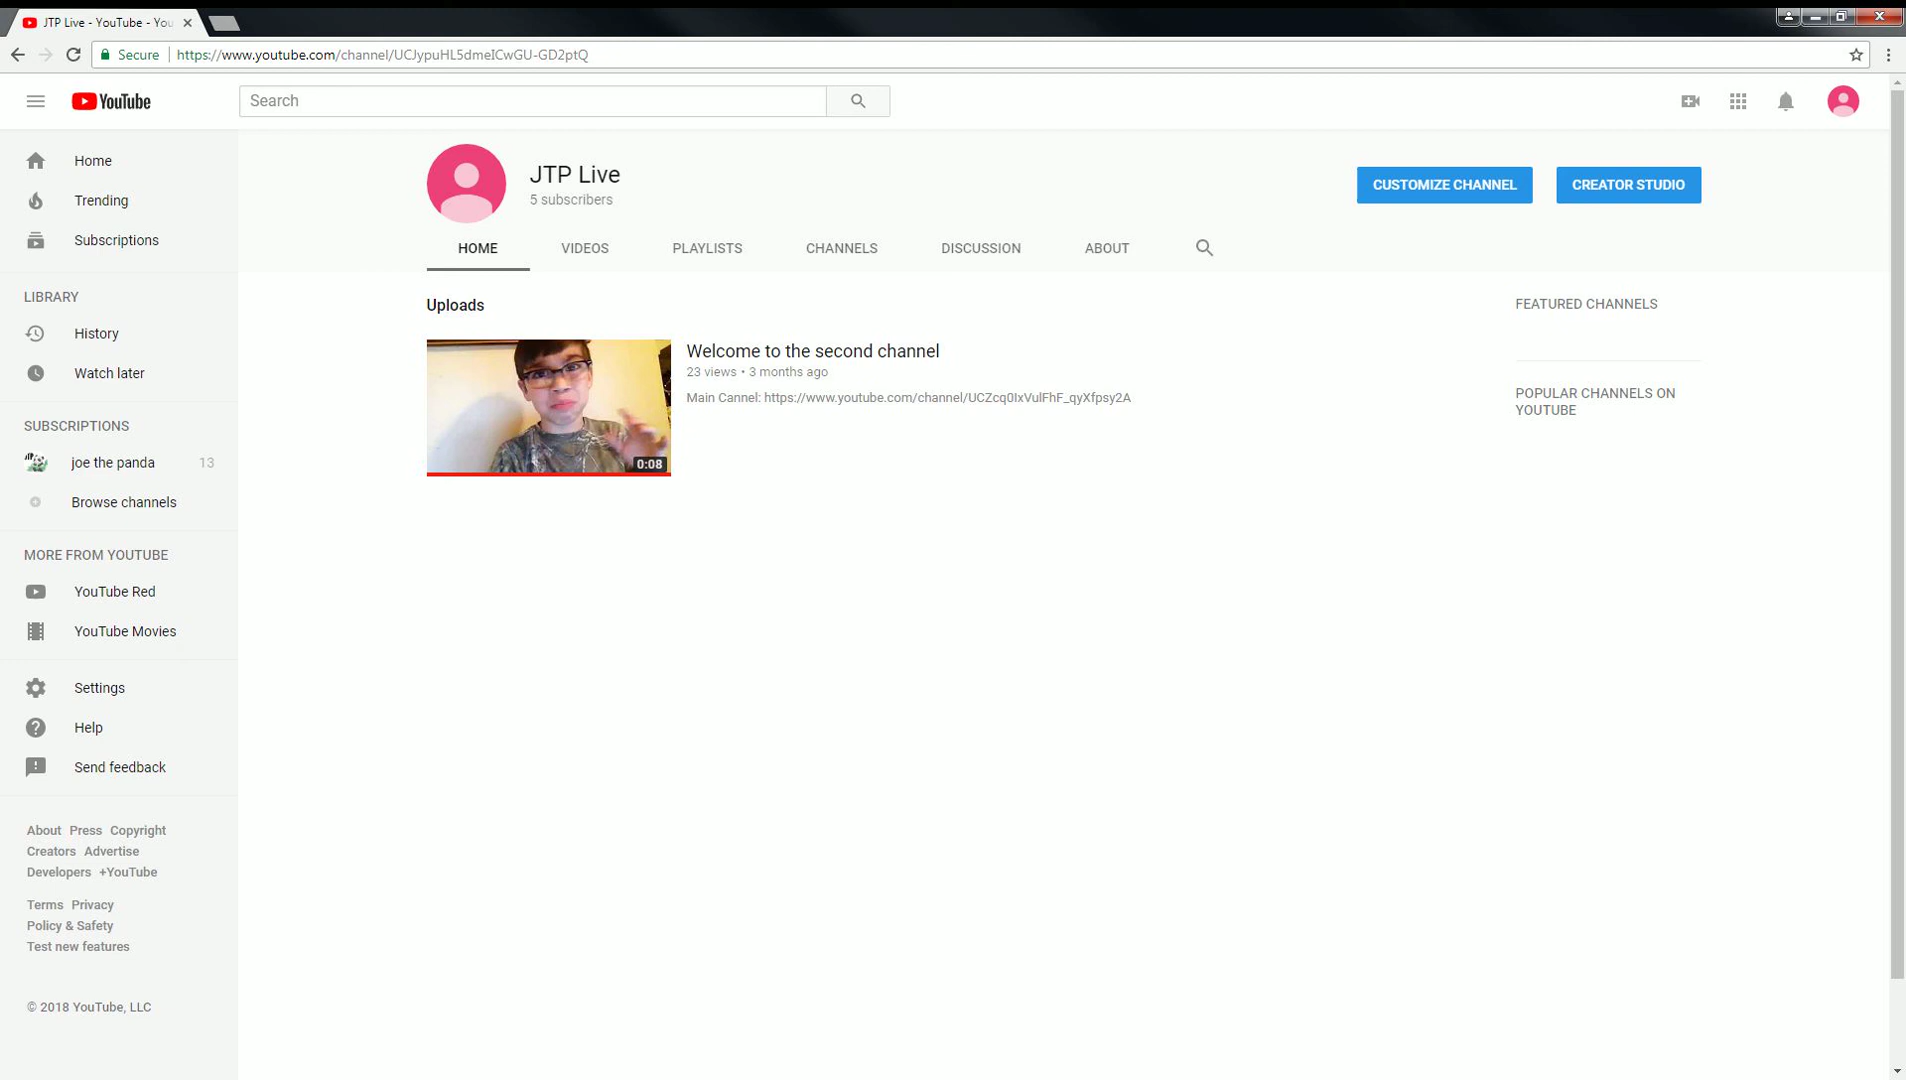 JTP Live - YouTube - You
Secure
https://www.youtube.com/channel/UCJypuHL5dmeICwGU-GD2ptQ
YouTube
Search
Home
Trending
Subscriptions
LIBRARY
History
Watch later
SUBSCRIPTIONS
joe the panda 13
Browse channels
MORE FROM YOUTUBE
YouTube Red
YouTube Movies
Settings
Help
Send feedback
About Press Copyright
Creators Advertise
Developers +YouTube
Terms Privacy
Policy & Safety
Test new features
© 2018 YouTube, LLC
JTP Live
5 subscribers
CUSTOMIZE CHANNEL
CREATOR STUDIO
HOME VIDEOS PLAYLISTS CHANNELS DISCUSSION ABOUT
Uploads
0:08
Welcome to the second channel
23 views • 3 months ago
Main Cannel: https://www.youtube.com/channel/UCZcq0IxVulFhF_qyXfpsy2A
FEATURED CHANNELS
POPULAR CHANNELS ON
YOUTUBE